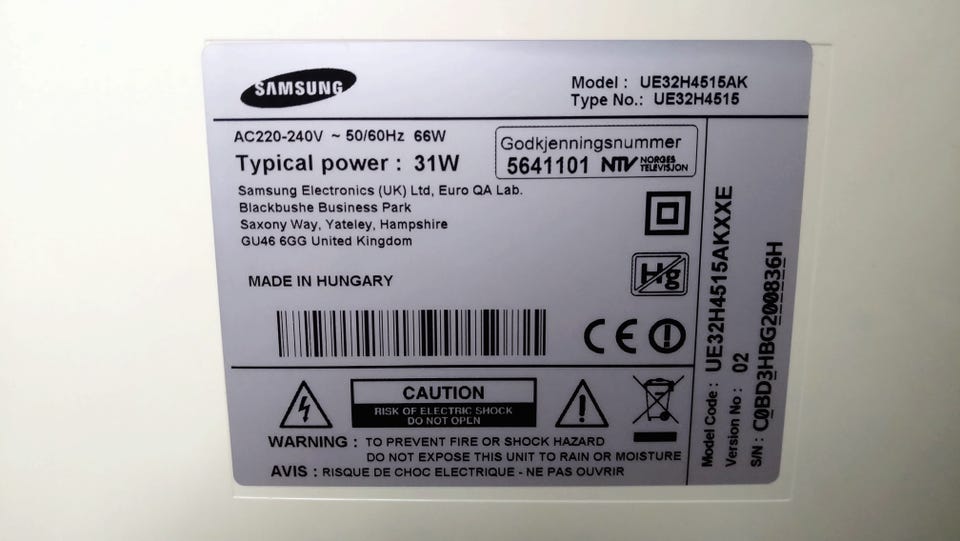 SAMSUNG
Model : UE32H4515AK
Type No.: UE32H4515
AC220-240V ~ 50/60Hz 66W
Typical power : 31W
Godkjenningsnummer
5641101 NTV NORGES TELEVISJON
Samsung Electronics (UK) Ltd, Euro QA Lab.
Blackbushe Business Park
Saxony Way, Yateley, Hampshire
GU46 6GG United Kingdom
Hg
MADE IN HUNGARY
CE
CAUTION
RISK OF ELECTRIC SHOCK
DO NOT OPEN
WARNING : TO PREVENT FIRE OR SHOCK HAZARD
DO NOT EXPOSE THIS UNIT TO RAIN OR MOISTURE
AVIS : RISQUE DE CHOC ELECTRIQUE - NE PAS OUVRIR
Model Code : UE32H4515AKXXE
Version No : 02
S/N : C0BD3HBG200836H